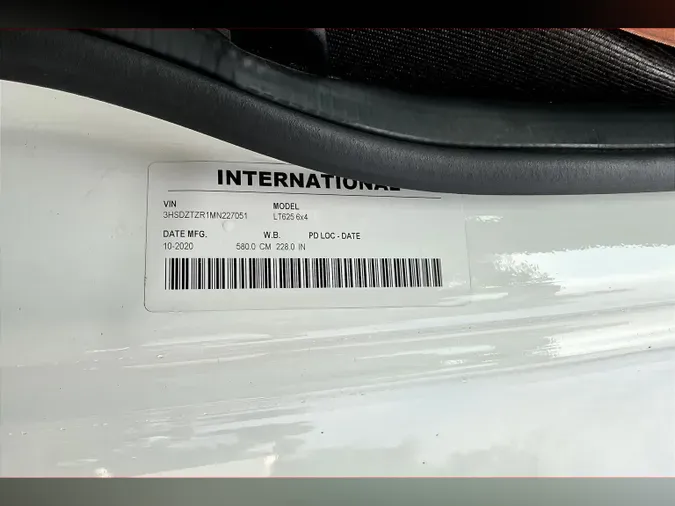 INTERNATIONAL
VIN MODEL
3HSDZTZR1MN227051 LT625 6x4
DATE MFG. W.B. PD LOC - DATE
10-2020 580.0 CM 228.0 IN